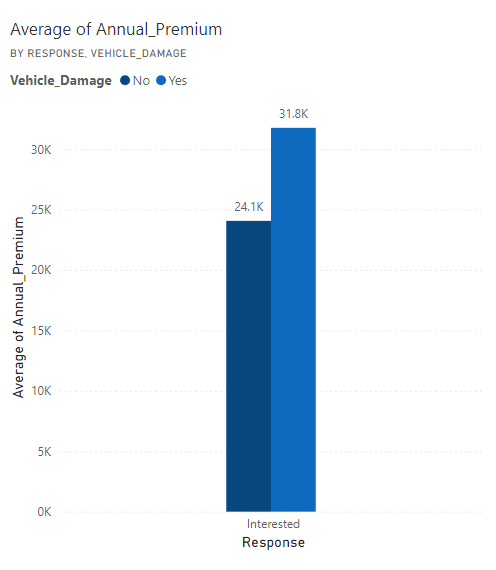 Average of Annual_Premium
BY RESPONSE, VEHICLE_DAMAGE
Vehicle_Damage No Yes
31.8K
30K
24.1K
25K
20K
15K
10K
5K
0K
Average of Annual_Premium
Interested
Response